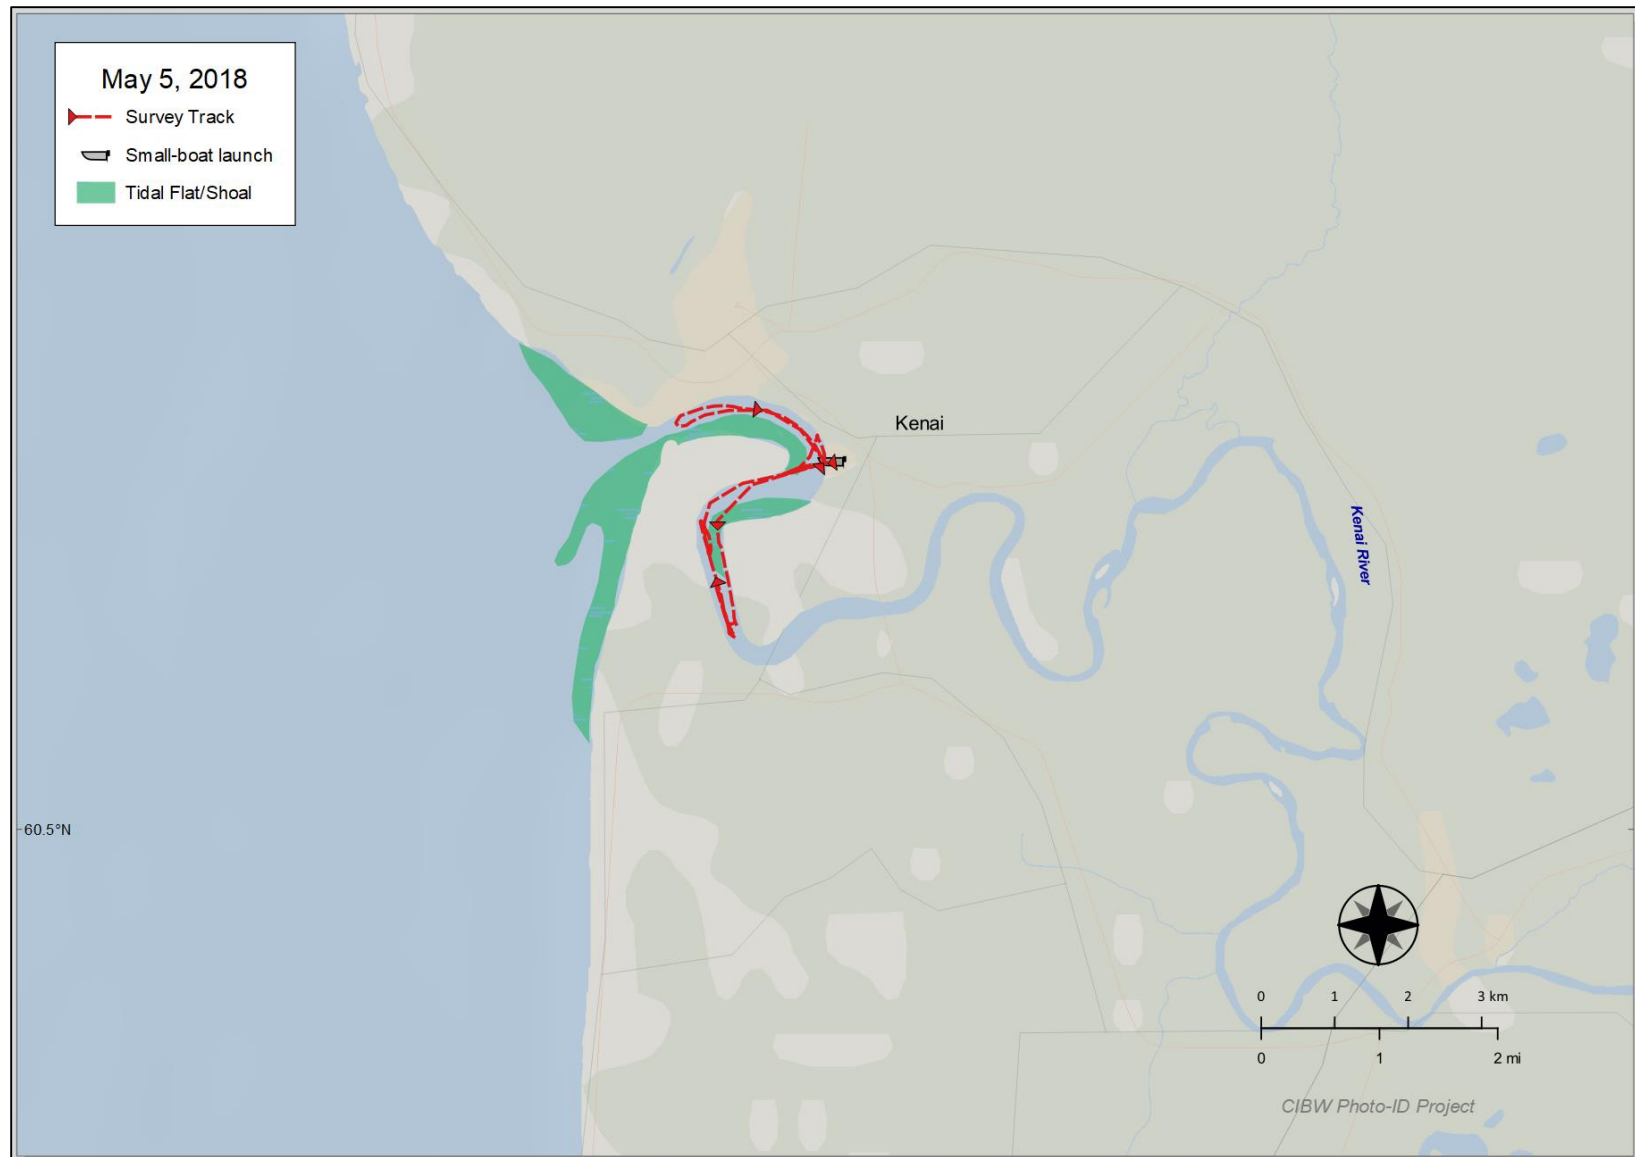 May 5, 2018
Survey Track
Small-boat launch
Tidal Flat/Shoal
Kenai
Kenai River
60.5°N
0 1 2 3 km
0 1 2 mi
CIBW Photo-ID Project